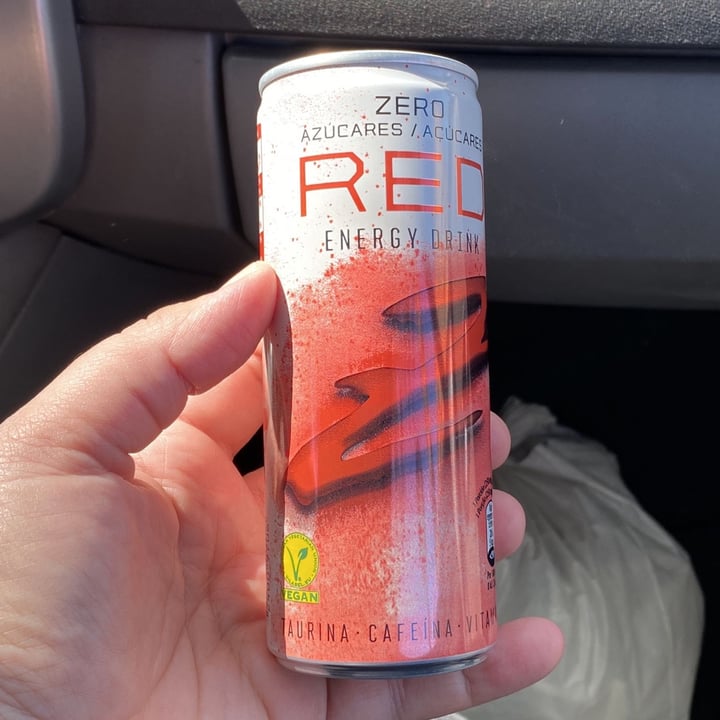 ZERO
AZÚCARES / AÇÚCARES
RED
ENERGY DRINK
VEGAN
TAURINA · CAFEÍNA · VITAM